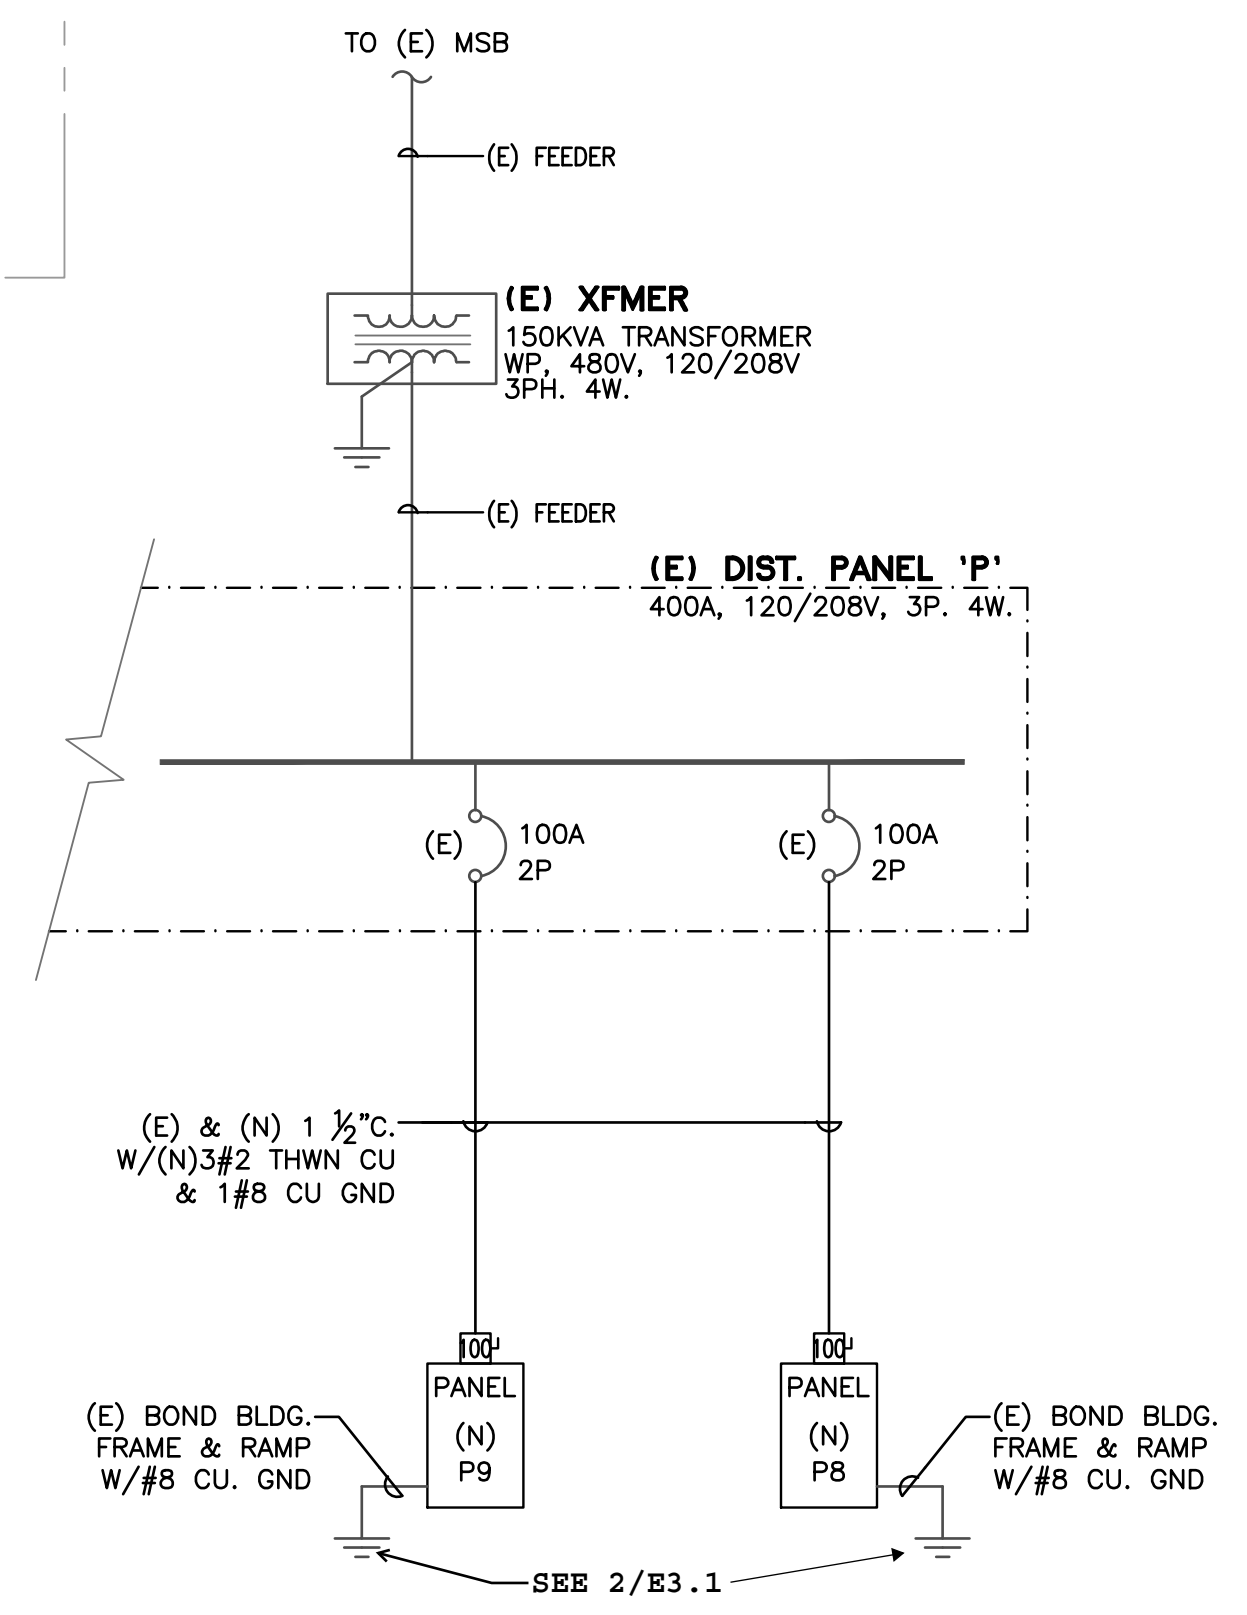 TO (E) MSB
(E) FEEDER
(E) XFMER
150KVA TRANSFORMER
WP, 480V, 120/208V
3PH. 4W.
(E) FEEDER
(E) DIST. PANEL 'P'
400A, 120/208V, 3P. 4W.
(E)
100A
2P
(E)
100A
2P
(E) & (N) 1 ½"C.
W/(N)3#2 THWN CU
& 1#8 CU GND
100
PANEL
(N)
P9
100
PANEL
(N)
P8
(E) BOND BLDG.
FRAME & RAMP
W/#8 CU. GND
(E) BOND BLDG.
FRAME & RAMP
W/#8 CU. GND
SEE 2/E3.1